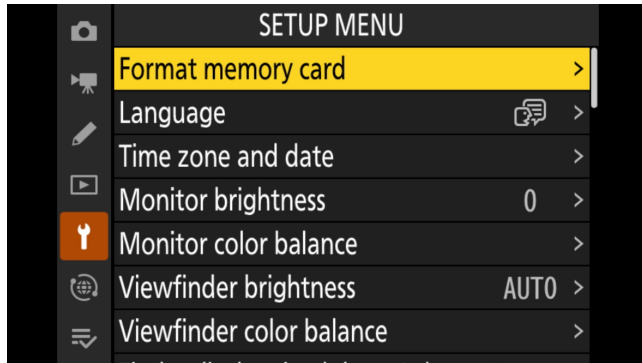 SETUP MENU
Format memory card >
Language >
Time zone and date >
Monitor brightness 0 >
Monitor color balance >
Viewfinder brightness AUTO >
Viewfinder color balance >